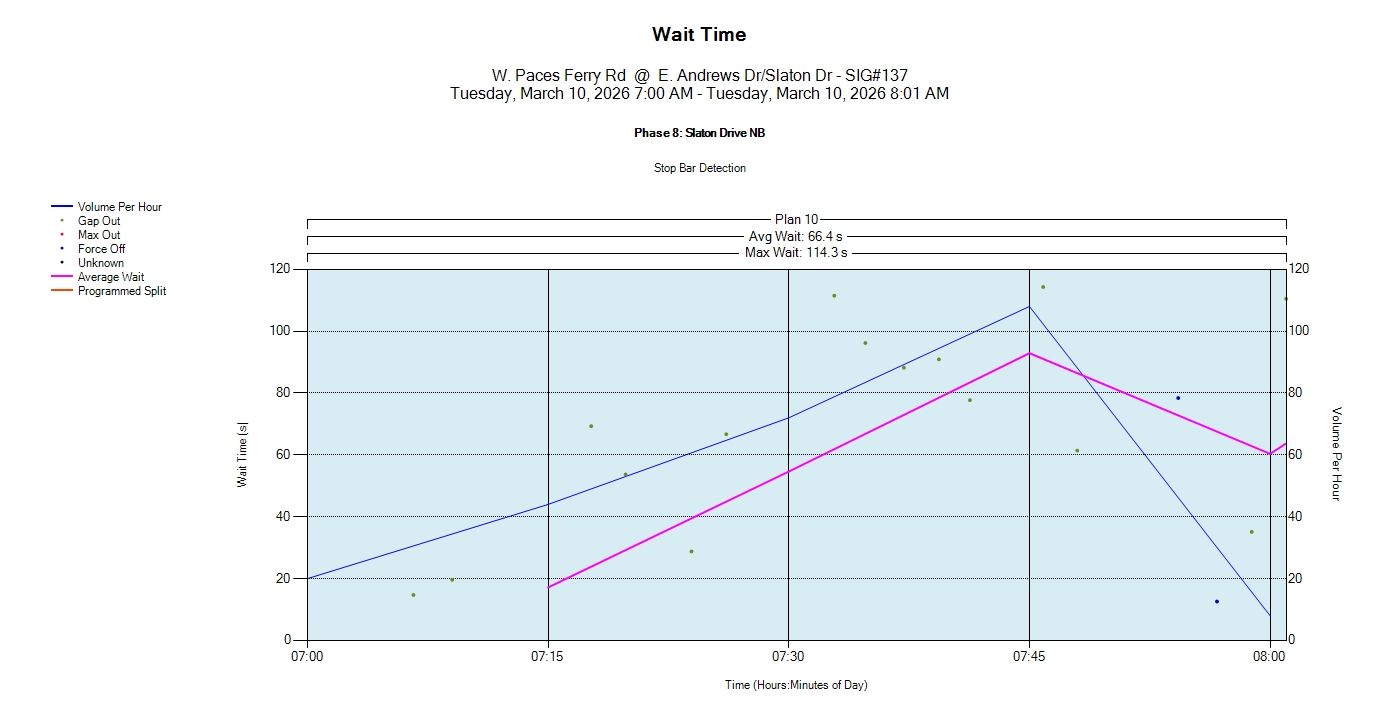 Wait Time
W. Paces Ferry Rd @ E. Andrews Dr/Slaton Dr - SIG#137
Tuesday, March 10, 2026 7:00 AM - Tuesday, March 10, 2026 8:01 AM
Phase 8: Slaton Drive NB
Stop Bar Detection
Volume Per Hour
Gap Out
Max Out
Force Off
Unknown
Average Wait
Programmed Split
Plan 10
Avg Wait: 66.4 s
Max Wait: 114.3 s
120
100
80
60
40
20
0
Wait Time (s)
120
100
80
60
40
20
0
Volume Per Hour
07:00
07:15
07:30
07:45
08:00
Time (Hours:Minutes of Day)